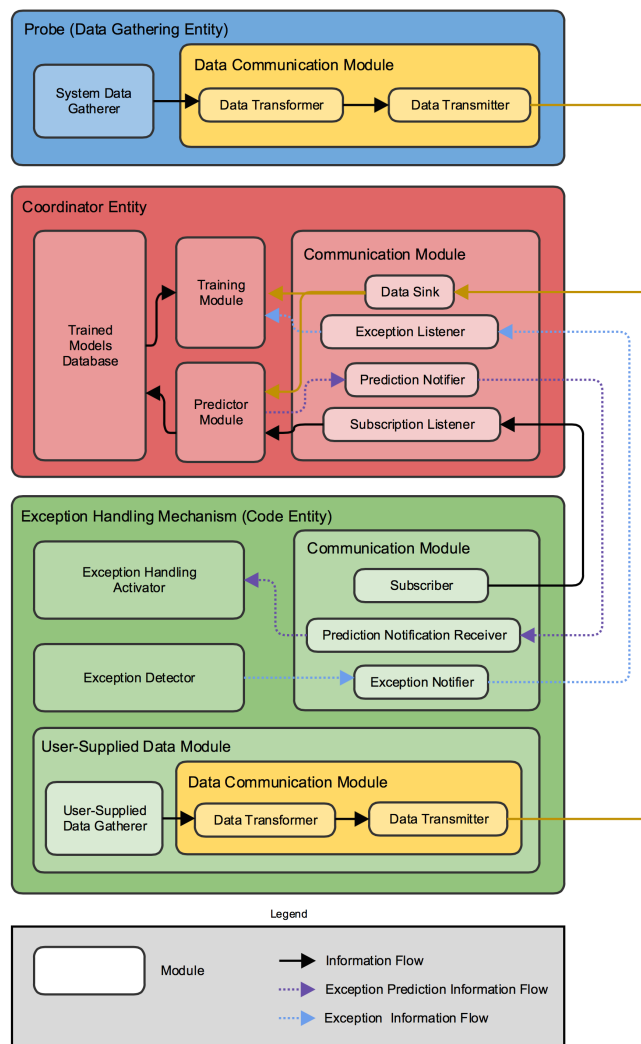 Probe (Data Gathering Entity)
Data Communication Module
System Data
Gatherer
Data Transformer
Data Transmitter
Coordinator Entity
Communication Module
Trained
Models
Database
Training
Module
Data Sink
Exception Listener
Predictor
Module
Prediction Notifier
Subscription Listener
Exception Handling Mechanism (Code Entity)
Communication Module
Exception Handling
Activator
Subscriber
Prediction Notification Receiver
Exception Detector
Exception Notifier
User-Supplied Data Module
Data Communication Module
User-Supplied
Data Gatherer
Data Transformer
Data Transmitter
Legend
Module
Information Flow
Exception Prediction Information Flow
Exception Information Flow